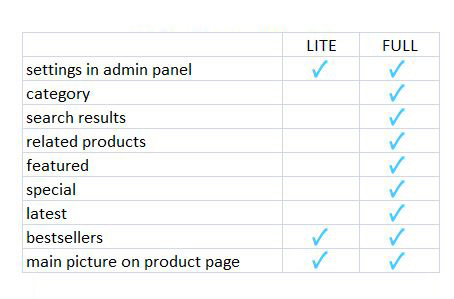 LITE FULL
settings in admin panel ✓ ✓
category ✓
search results ✓
related products ✓
featured ✓
special ✓
latest ✓
bestsellers ✓ ✓
main picture on product page ✓ ✓